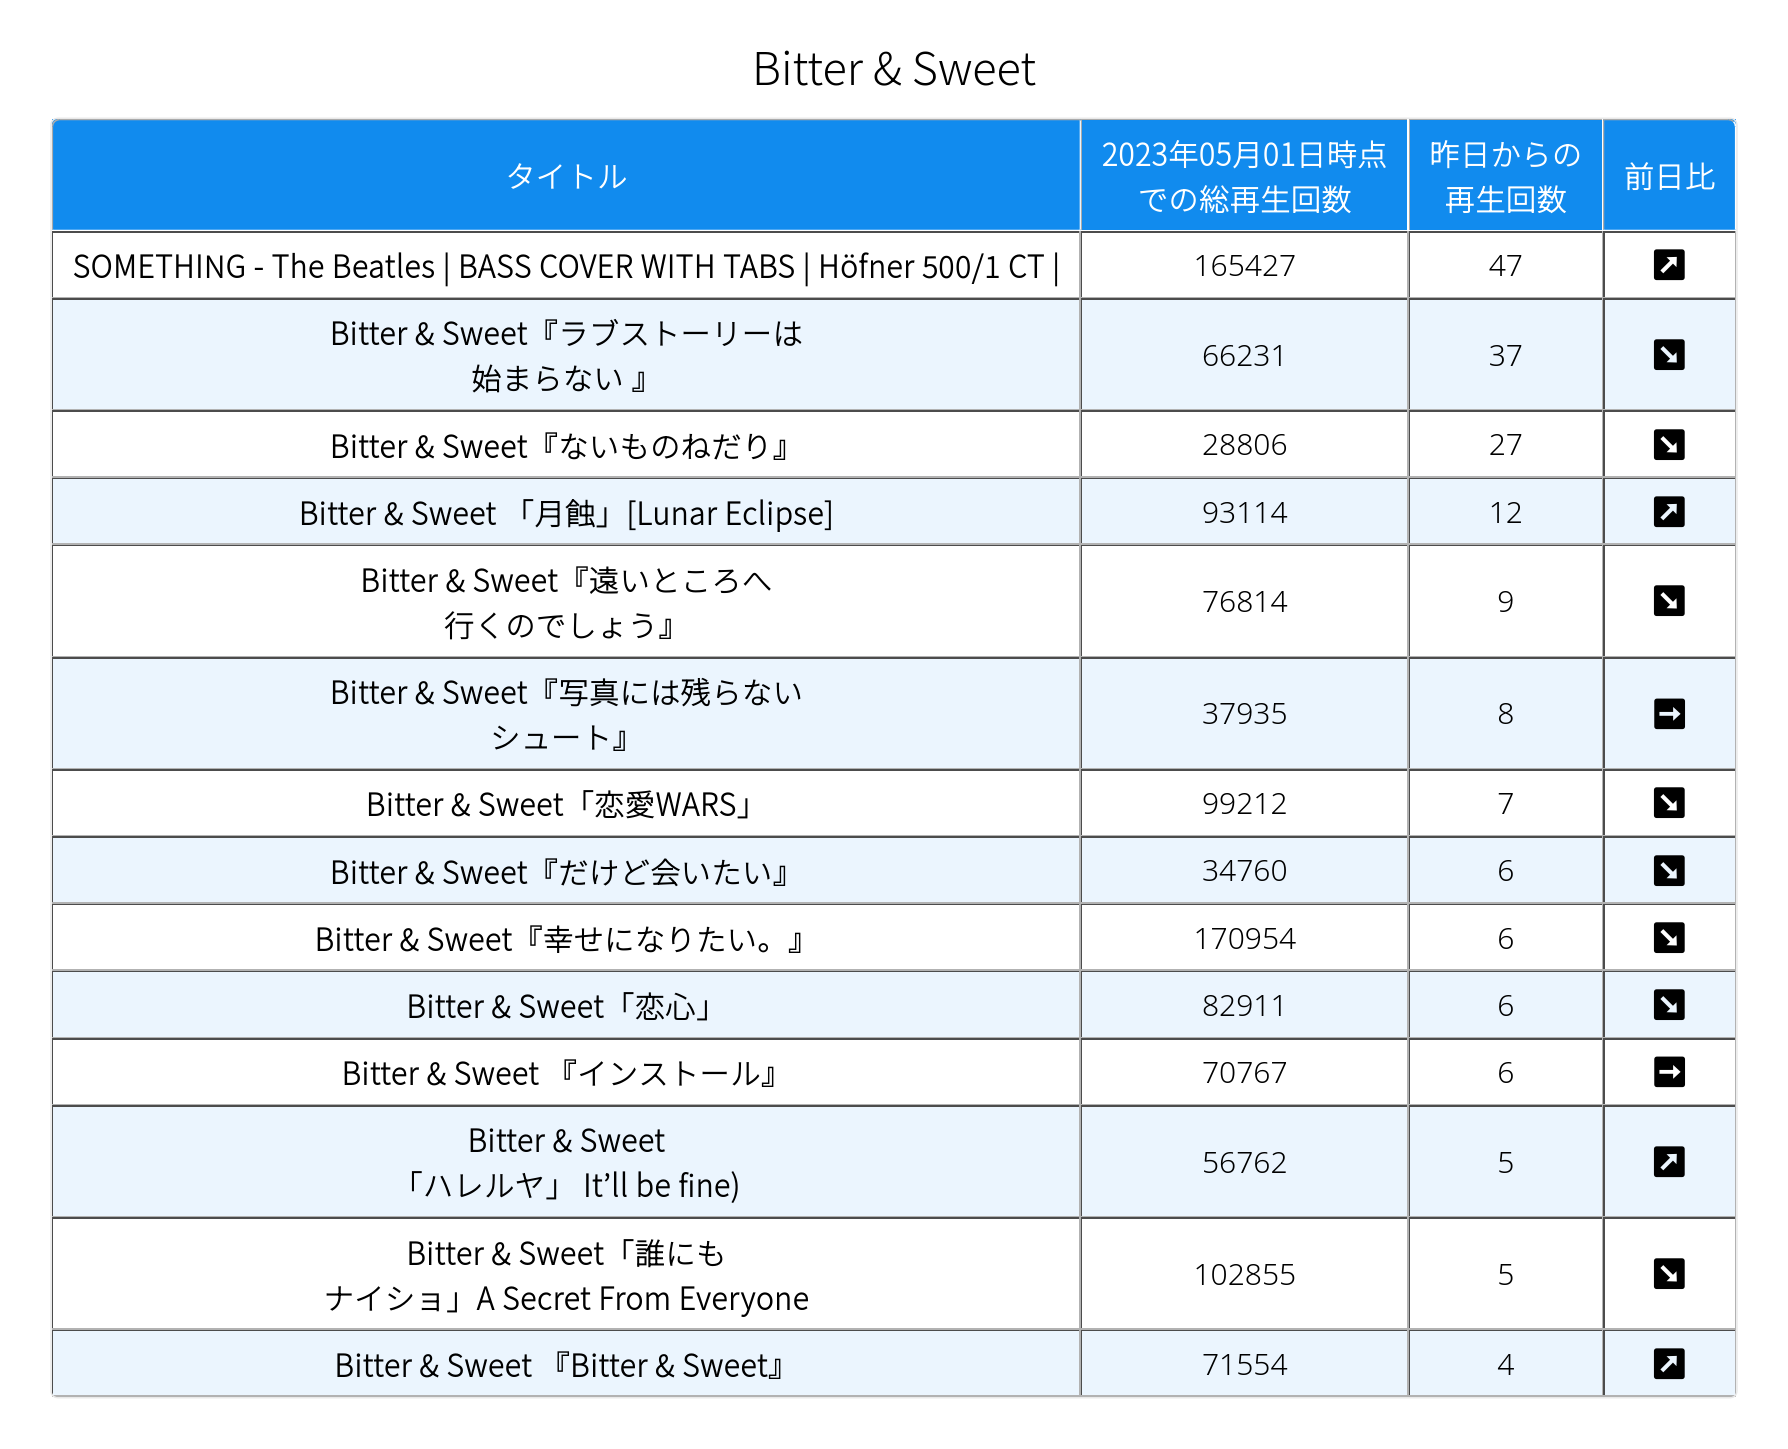 Bitter & Sweet
タイトル
2023年05月01日時点
での総再生回数
昨日からの
再生回数
前日比
SOMETHING - The Beatles | BASS COVER WITH TABS | Höfner 500/1 CT |
165427
47
Bitter & Sweet『ラブストーリーは
始まらない 』
66231
37
Bitter & Sweet『ないものねだり』
28806
27
Bitter & Sweet 「月蝕」[Lunar Eclipse]
93114
12
Bitter & Sweet『遠いところへ
行くのでしょう』
76814
9
Bitter & Sweet『写真には残らない
シュート』
37935
8
Bitter & Sweet「恋愛WARS」
99212
7
Bitter & Sweet『だけど会いたい』
34760
6
Bitter & Sweet『幸せになりたい。』
170954
6
Bitter & Sweet「恋心」
82911
6
Bitter & Sweet 『インストール』
70767
6
Bitter & Sweet
「ハレルヤ」 It’ll be fine)
56762
5
Bitter & Sweet「誰にも
ナイショ」A Secret From Everyone
102855
5
Bitter & Sweet 『Bitter & Sweet』
71554
4